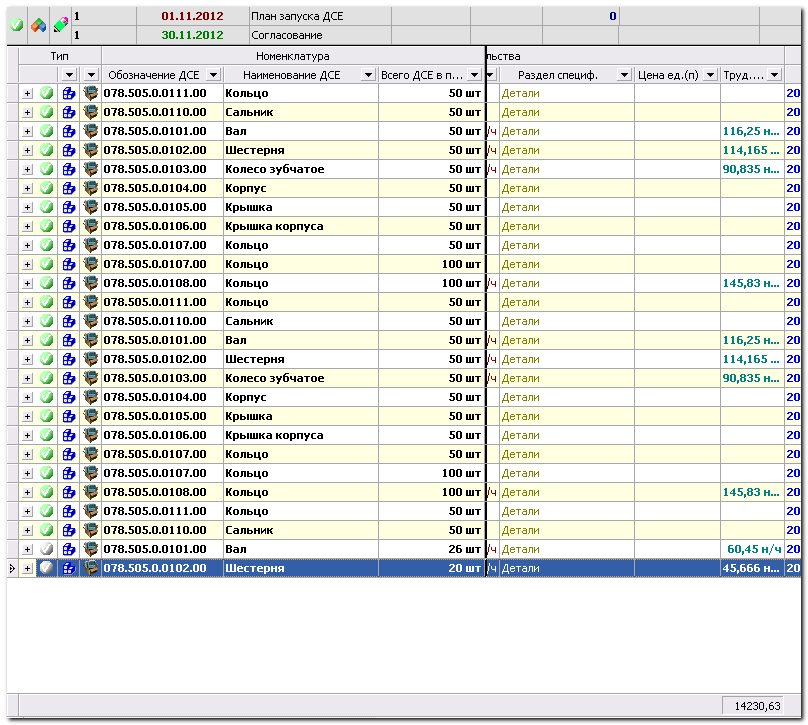 1 01.11.2012 План запуска ДСЕ 0
1 30.11.2012 Согласование
Тип Номенклатура льства
Обозначение ДСЕ Наименование ДСЕ Всего ДСЕ в п... Раздел специф. Цена ед.(п) Труд....
078.505.0.0111.00 Кольцо 50 шт Детали 20
078.505.0.0110.00 Сальник 50 шт Детали 20
078.505.0.0101.00 Вал 50 шт /ч Детали 116,25 н... 20
078.505.0.0102.00 Шестерня 50 шт /ч Детали 114,165 ... 20
078.505.0.0103.00 Колесо зубчатое 50 шт /ч Детали 90,835 н... 20
078.505.0.0104.00 Корпус 50 шт Детали 20
078.505.0.0105.00 Крышка 50 шт Детали 20
078.505.0.0106.00 Крышка корпуса 50 шт Детали 20
078.505.0.0107.00 Кольцо 50 шт Детали 20
078.505.0.0107.00 Кольцо 100 шт Детали 20
078.505.0.0108.00 Кольцо 100 шт /ч Детали 145,83 н... 20
078.505.0.0111.00 Кольцо 50 шт Детали 20
078.505.0.0110.00 Сальник 50 шт Детали 20
078.505.0.0101.00 Вал 50 шт /ч Детали 116,25 н... 20
078.505.0.0102.00 Шестерня 50 шт /ч Детали 114,165 ... 20
078.505.0.0103.00 Колесо зубчатое 50 шт /ч Детали 90,835 н... 20
078.505.0.0104.00 Корпус 50 шт Детали 20
078.505.0.0105.00 Крышка 50 шт Детали 20
078.505.0.0106.00 Крышка корпуса 50 шт Детали 20
078.505.0.0107.00 Кольцо 50 шт Детали 20
078.505.0.0107.00 Кольцо 100 шт Детали 20
078.505.0.0108.00 Кольцо 100 шт /ч Детали 145,83 н... 20
078.505.0.0111.00 Кольцо 50 шт Детали 20
078.505.0.0110.00 Сальник 50 шт Детали 20
078.505.0.0101.00 Вал 26 шт /ч Детали 60,45 н/ч 20
078.505.0.0102.00 Шестерня 20 шт /ч Детали 45,666 н... 20
14230,63